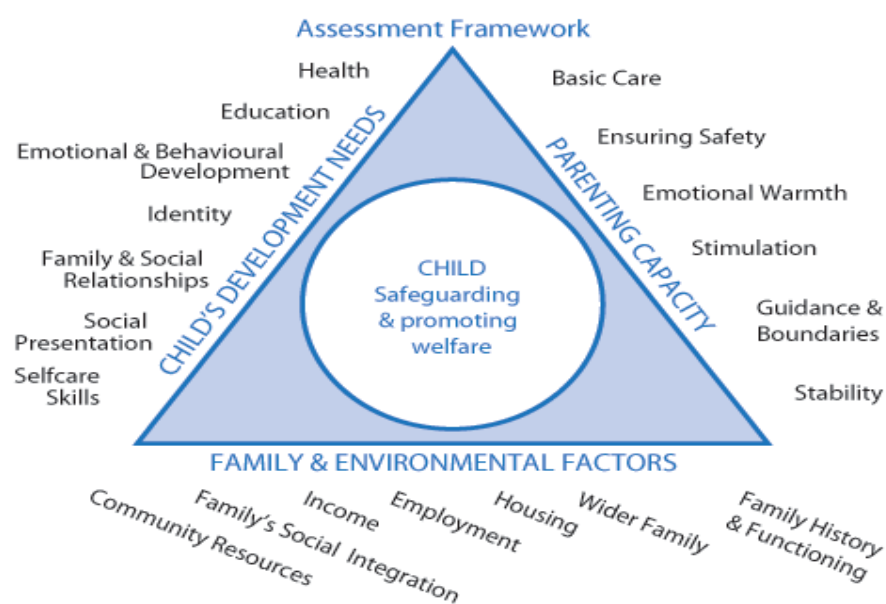 Assessment Framework
Health
Education
Emotional & Behavioural
Development
Identity
Family & Social
Relationships
Social
Presentation
Selfcare
Skills
CHILD'S DEVELOPMENT NEEDS
CHILD
Safeguarding
& promoting
welfare
PARENTING CAPACITY
Basic Care
Ensuring Safety
Emotional Warmth
Stimulation
Guidance &
Boundaries
Stability
FAMILY & ENVIRONMENTAL FACTORS
Community Resources
Family's Social Integration
Income
Employment
Housing
Wider Family
Family History
& Functioning